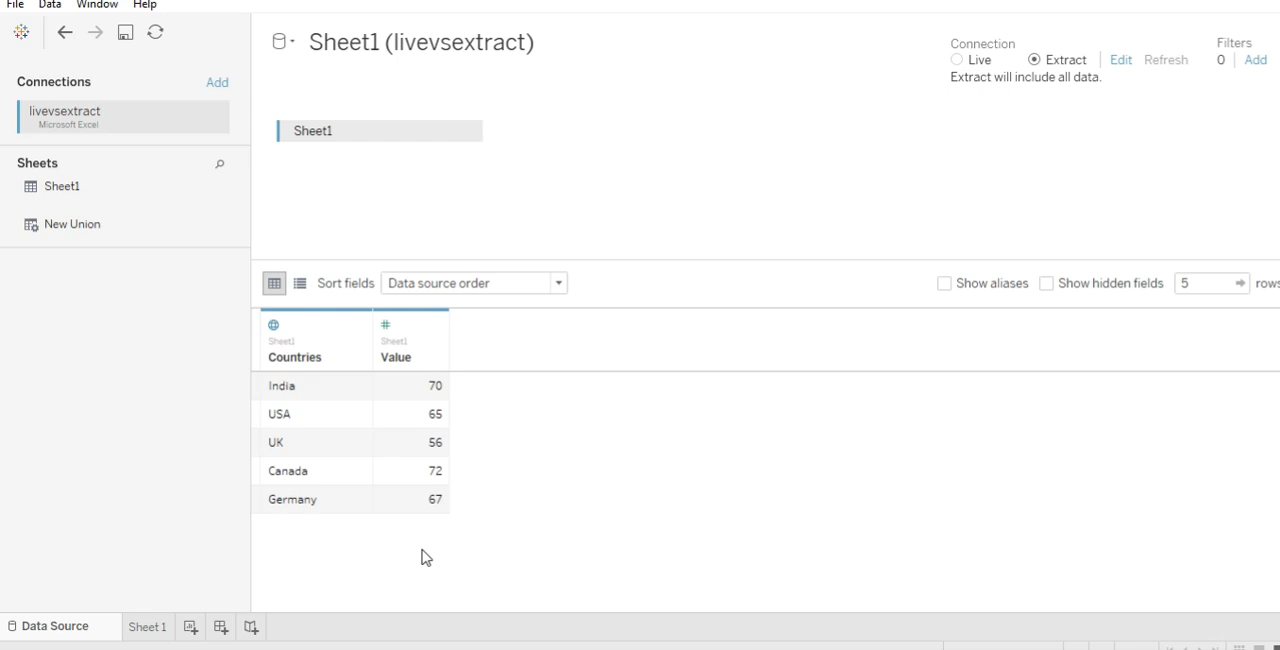 File Data Window Help
Sheet1 (livevsextract)
Connection
Live Extract Edit Refresh
Extract will include all data.
Filters
0 Add
Connections Add
livevsextract
Microsoft Excel
Sheets
Sheet1
New Union
Sheet1
Sort fields Data source order Show aliases Show hidden fields 5 rows
Sheet1 Sheet1
Countries Value
India 70
USA 65
UK 56
Canada 72
Germany 67
Data Source Sheet 1